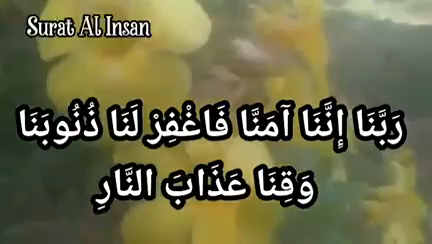 Surat Al Insan
رَبَّنَا إِنَّنَا آمَنَّا فَاغْفِرْ لَنَا ذُنُوبَنَا
وَقِنَا عَذَابَ النَّارِ